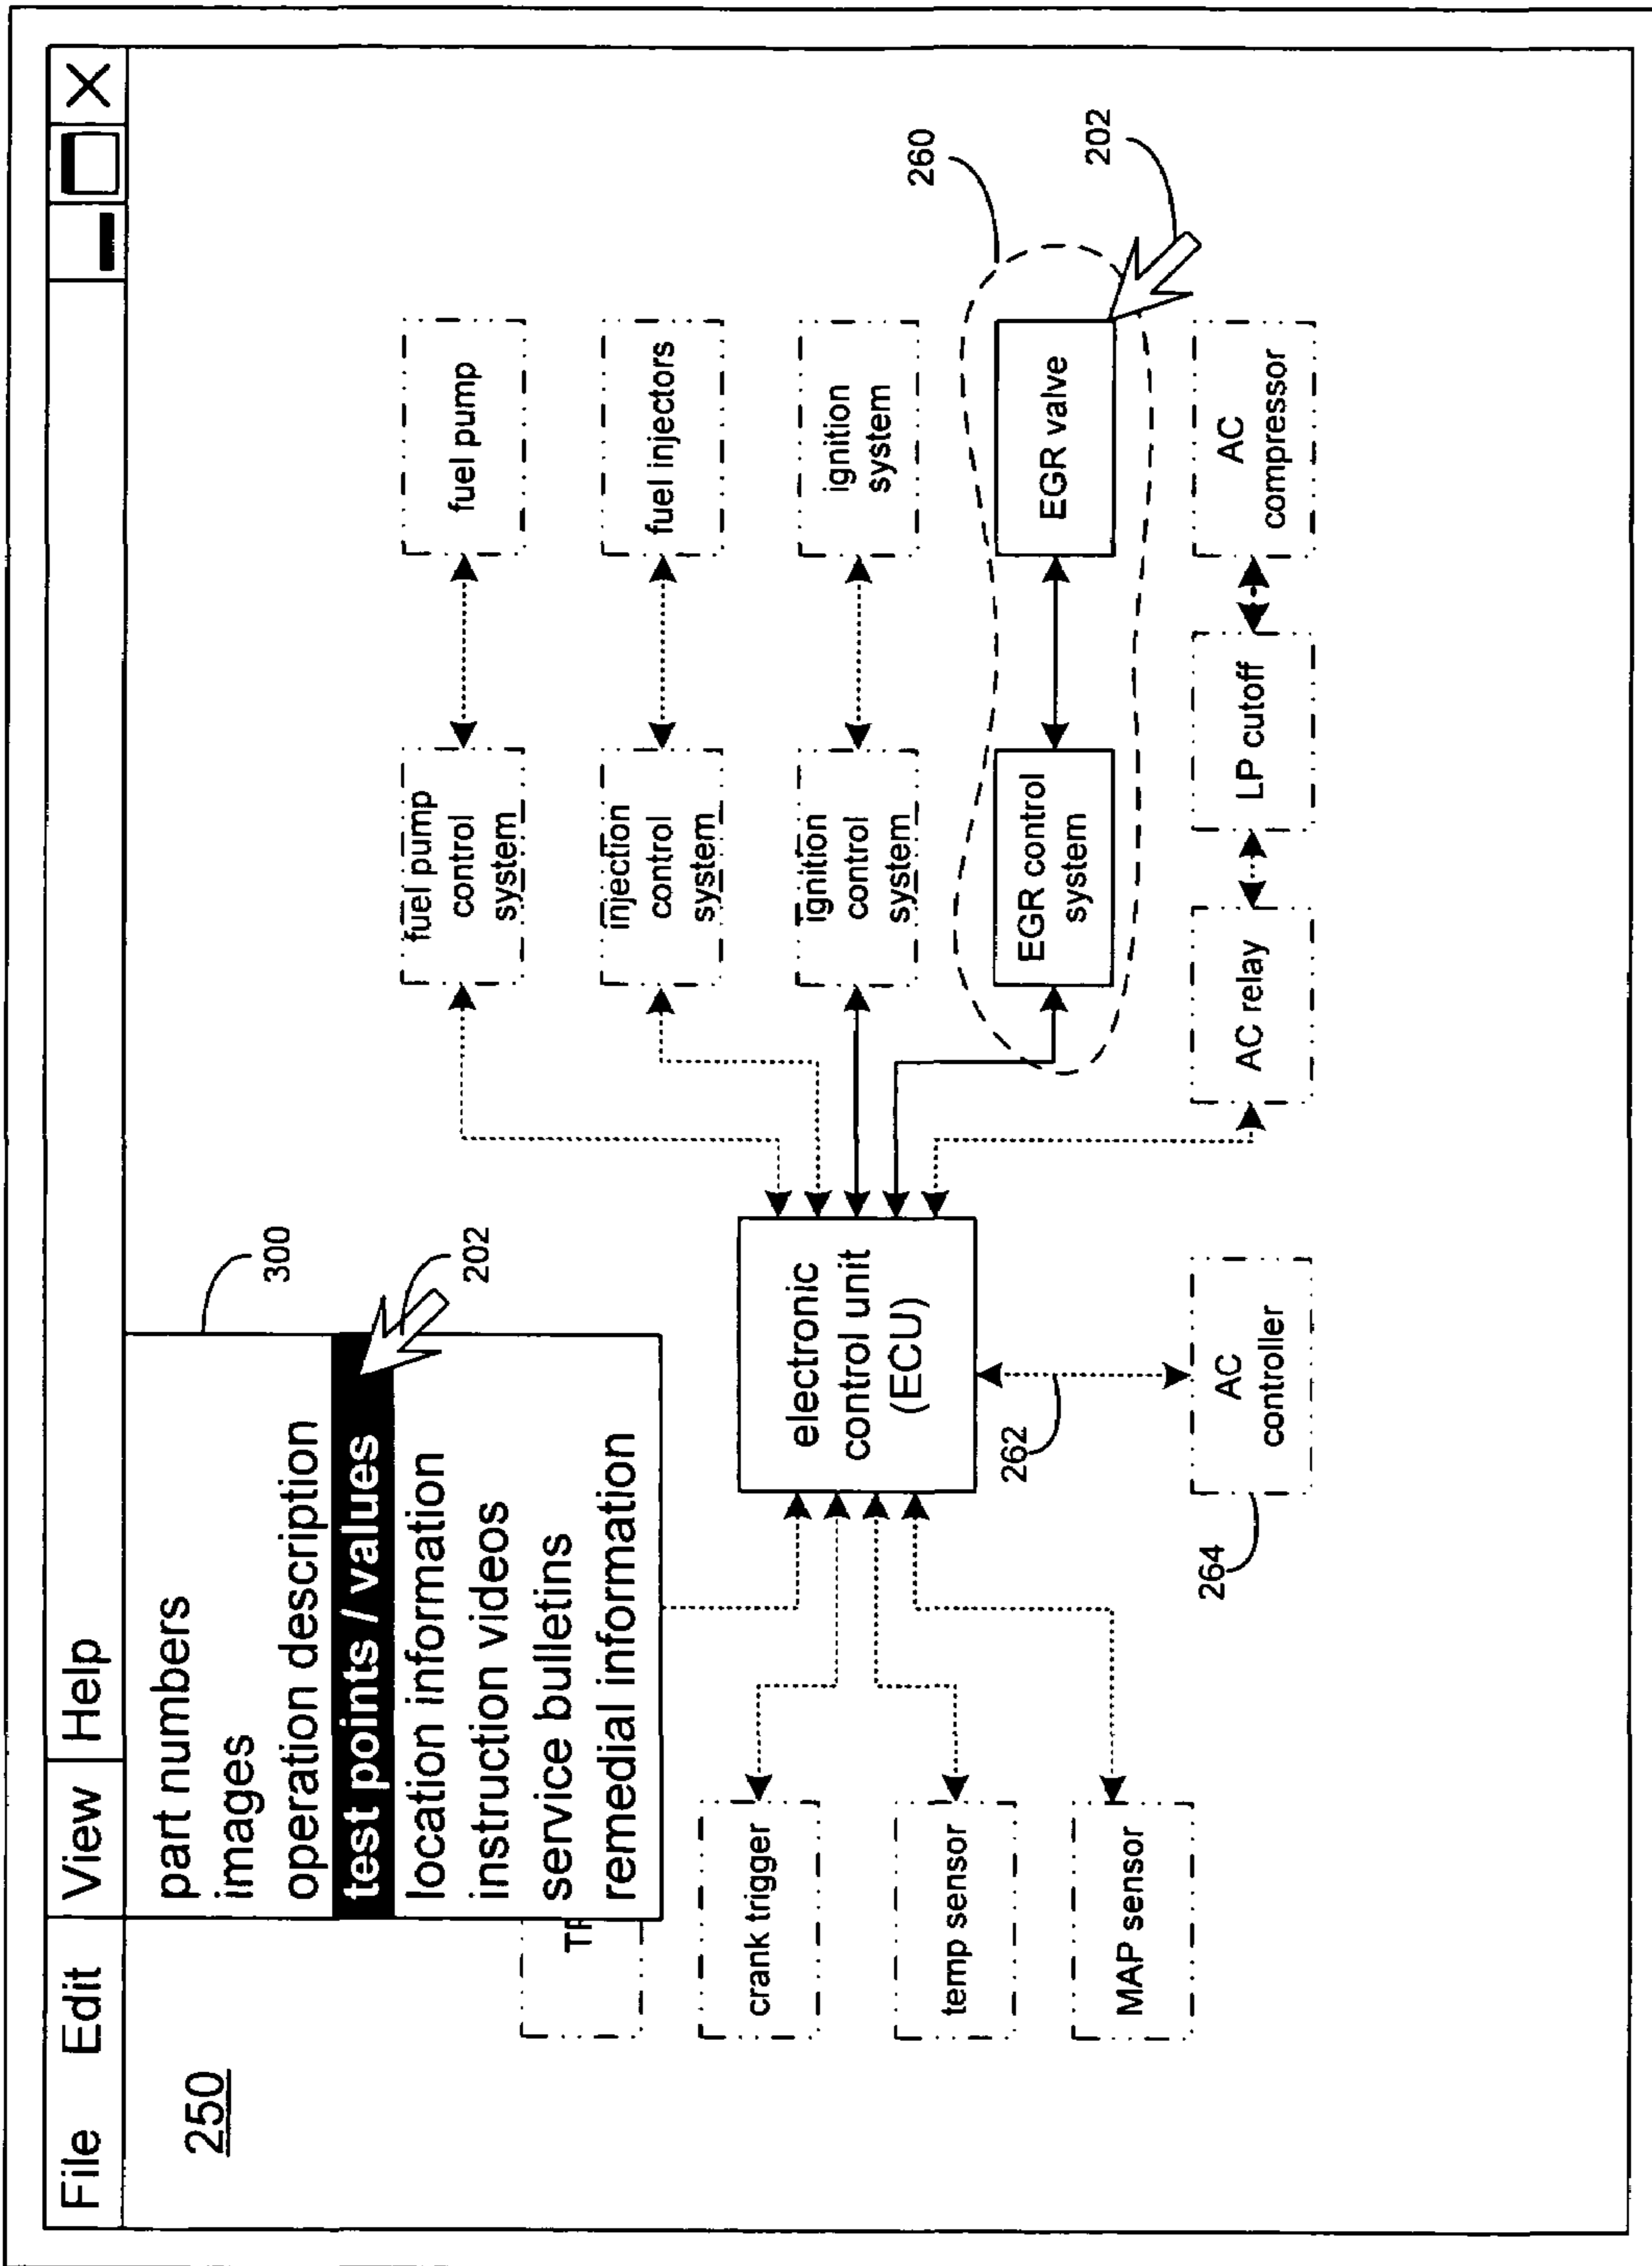 File Edit View Help
250
part numbers
images
operation description
test points / values
location information
instruction videos
service bulletins
remedial information
300
202
crank trigger
temp sensor
MAP sensor
electronic
control unit
(ECU)
262
264
AC
controller
fuel pump
control
system
fuel pump
injection
control
system
fuel injectors
ignition
control
system
ignition
system
260
EGR control
system
EGR valve
202
AC relay
LP cutoff
AC
compressor